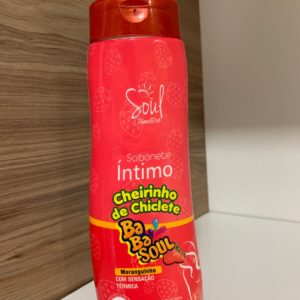 Soul
Sabonete
Íntimo
Cheirinho
de Chiclete
Ba
Ba
SOUL
Moranguinho
COM SENSAÇÃO
TÉRMICA